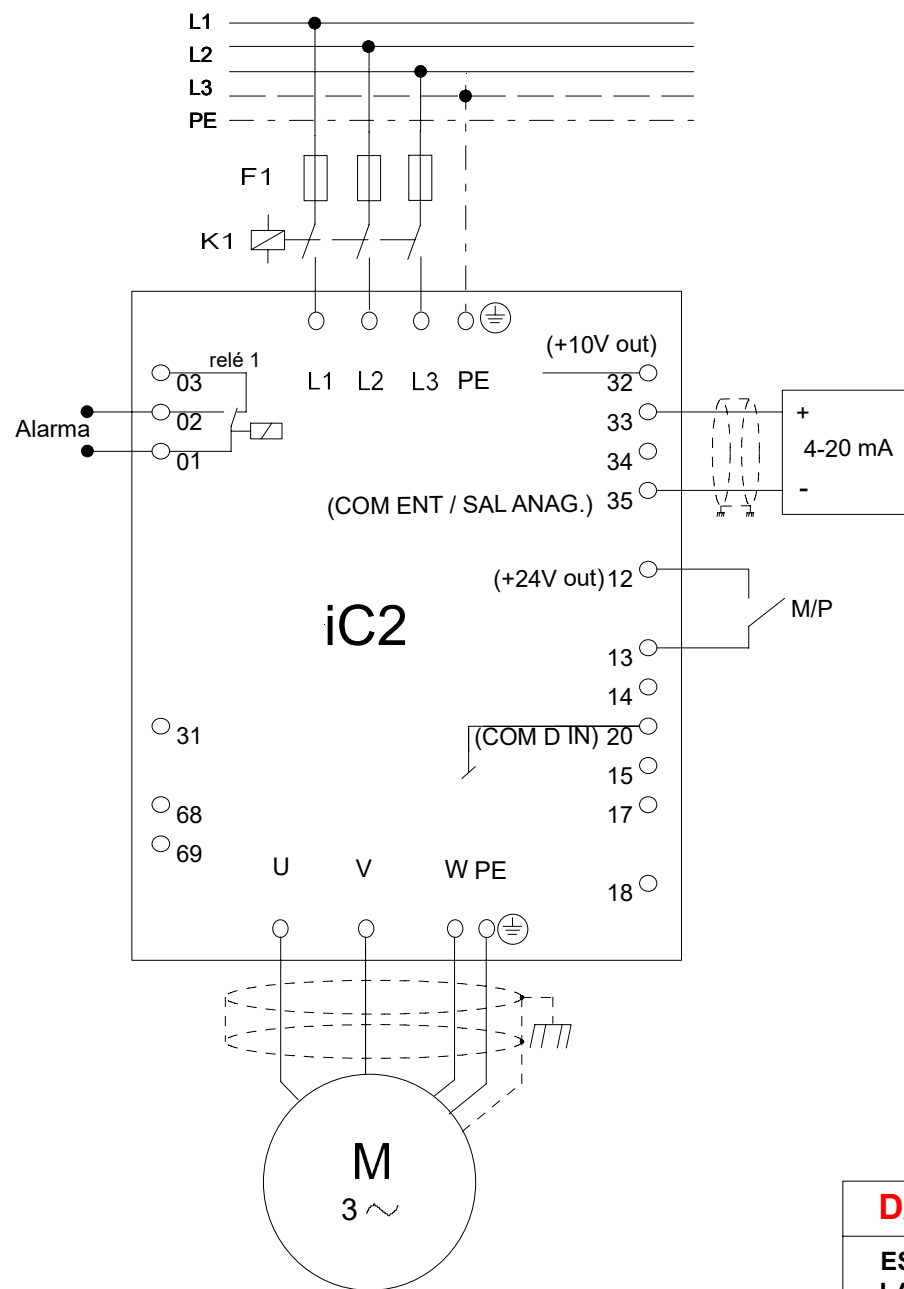 L1
L2
L3
PE
F1
K1
L1 L2 L3 PE
relé 1
03
02
01
Alarma
(+10V out)
32
33
34
(COM ENT / SAL ANAG.) 35
+
4-20 mA
-
(+24V out) 12
M/P
13
14
(COM D IN) 20
15
17
18
iC2
31
68
69
U V W PE
M
3 ~